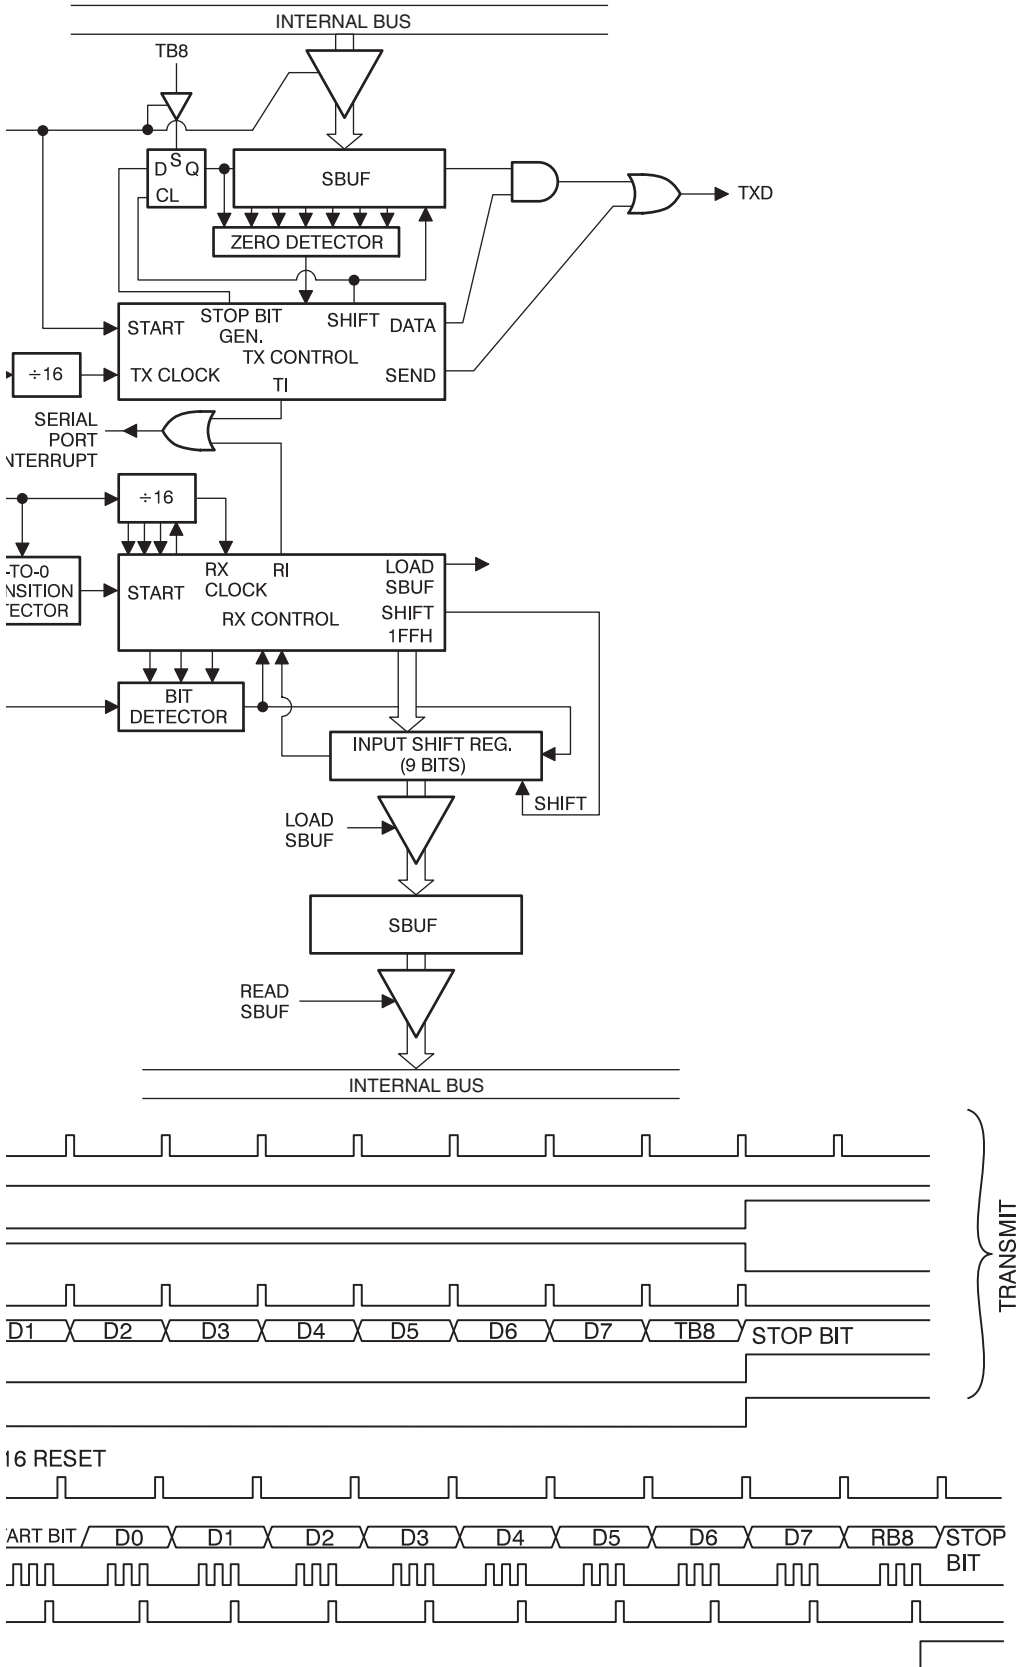 INTERNAL BUS
TB8
D S Q
CL
SBUF
TXD
ZERO DETECTOR
START
STOP BIT
GEN.
SHIFT
DATA
TX CONTROL
TX CLOCK
SEND
TI
÷16
SERIAL
PORT
NTERRUPT
÷16
-TO-0
NSITION
TECTOR
START
RX
CLOCK
RI
LOAD
SBUF
SHIFT
RX CONTROL
1FFH
BIT
DETECTOR
INPUT SHIFT REG.
(9 BITS)
SHIFT
LOAD
SBUF
SBUF
READ
SBUF
INTERNAL BUS
TRANSMIT
D1 D2 D3 D4 D5 D6 D7 TB8 STOP BIT
16 RESET
ART BIT D0 D1 D2 D3 D4 D5 D6 D7 RB8 STOP
BIT